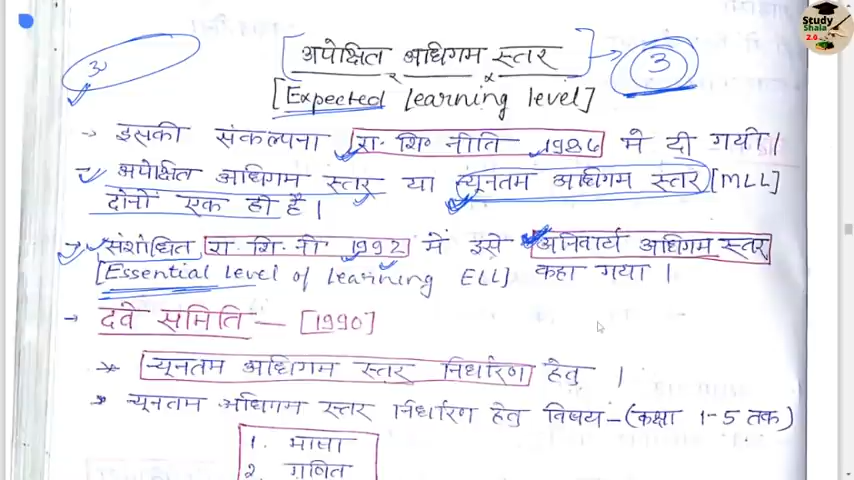 Study
Shala
2.0
3
अपेक्षित अधिगम स्तर
3
[Expected learning level]
→ इसकी संकल्पना रा. शि. नीति 1986 मे दी गयी।
अपेक्षित अधिगम स्तर या न्यूनतम अधिगम स्तर [MLL]
दोनों एक ही है।
→ संशोधित रा. शि. नी 1992 में इसे अनिवार्य अधिगम स्तर
[Essential level of learning ELL] कहा गया।
→ दवे समिति — [1990]
न्यूनतम अधिगम स्तर निर्धारण हेतु।
न्यूनतम अधिगम स्तर निर्धारण हेतु विषय - (कक्षा 1-5 तक)
1. भाषा
2. गणित